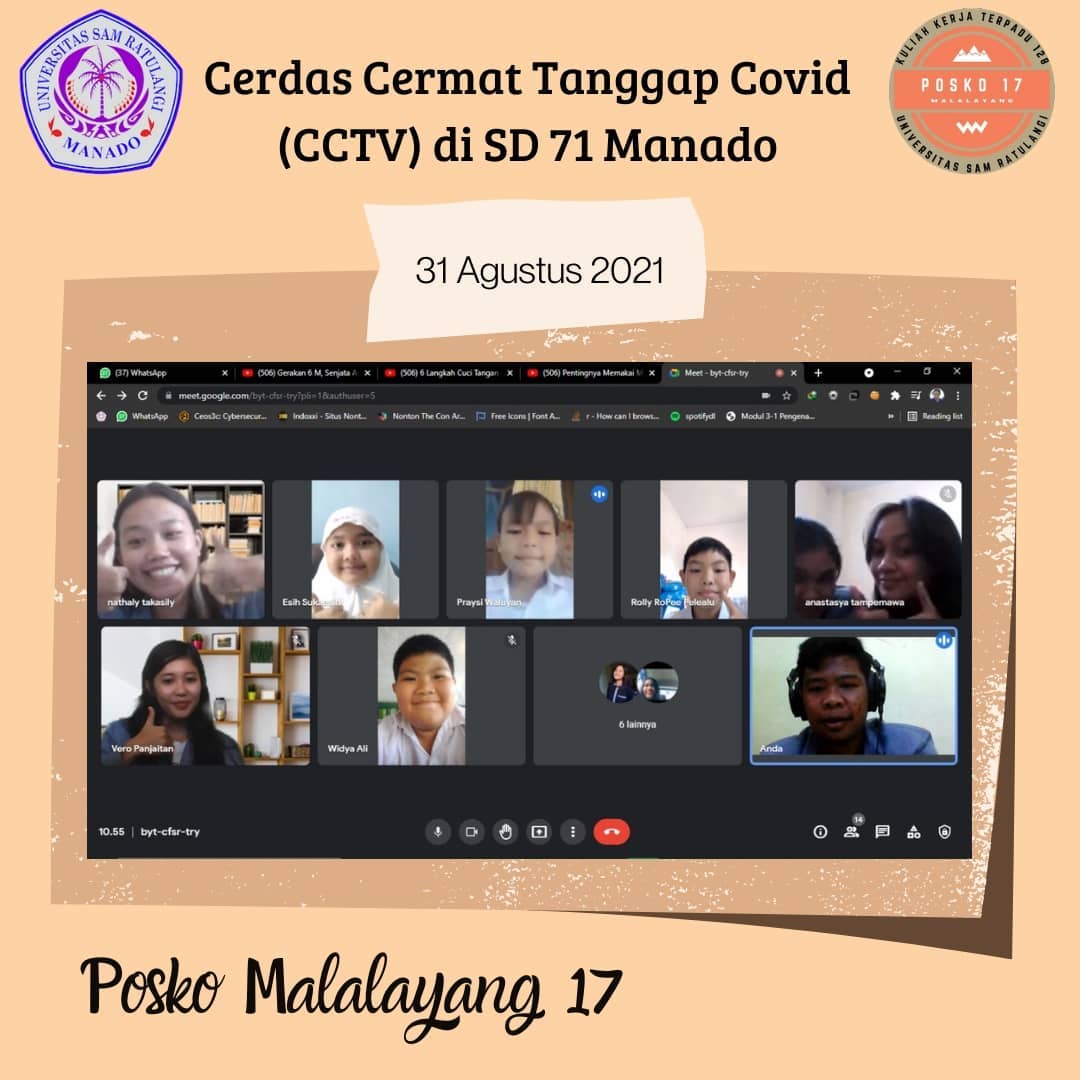 UNIVERSITAS SAM RATULANGI
MANADO
Cerdas Cermat Tanggap Covid
(CCTV) di SD 71 Manado
KULIAH KERJA TERPADU 128
POSKO 17
MALALAYANG
UNIVERSITAS SAM RATULANGI
31 Agustus 2021
(37) WhatsApp
(506) Gerakan 6 M, Senjata A
(506) 6 Langkah Cuci Tangan
(506) Pentingnya Memakai M
Meet - byt-cfsr-try
meet.google.com/byt-cfsr-try?pli=1&authuser=5
WhatsApp
Ceos3c: Cybersecur...
Indoxxi - Situs Nont...
Nonton The Con Ar...
Free Icons | Font A...
r - How can I brows...
spotifydl
Modul 3-1 Pengena...
Reading list
nathaly takasily
Esih
Praysi Waluyan
Rolly RoPee Pelealu
anastasya tampemawa
Vero Panjaitan
Widya Ali
6 lainnya
Anda
10.55 | byt-cfsr-try
14
Posko Malalayang 17